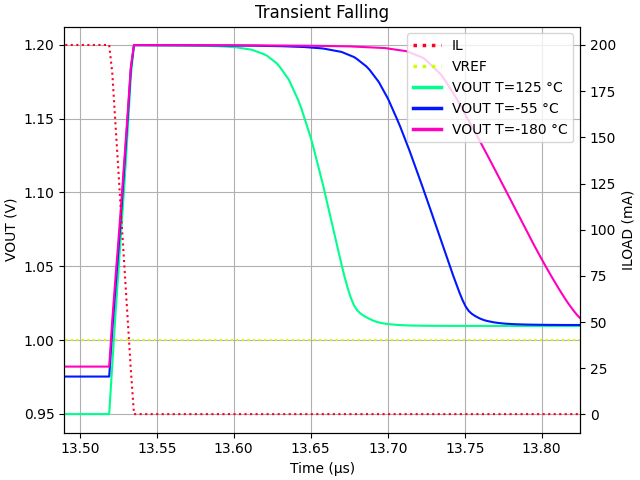 Transient Falling
IL
VREF
VOUT T=125 °C
VOUT T=-55 °C
VOUT T=-180 °C
VOUT (V)
1.20
1.15
1.10
1.05
1.00
0.95
200
175
150
125
100
75
50
25
0
ILOAD (mA)
13.50 13.55 13.60 13.65 13.70 13.75 13.80
Time (μs)